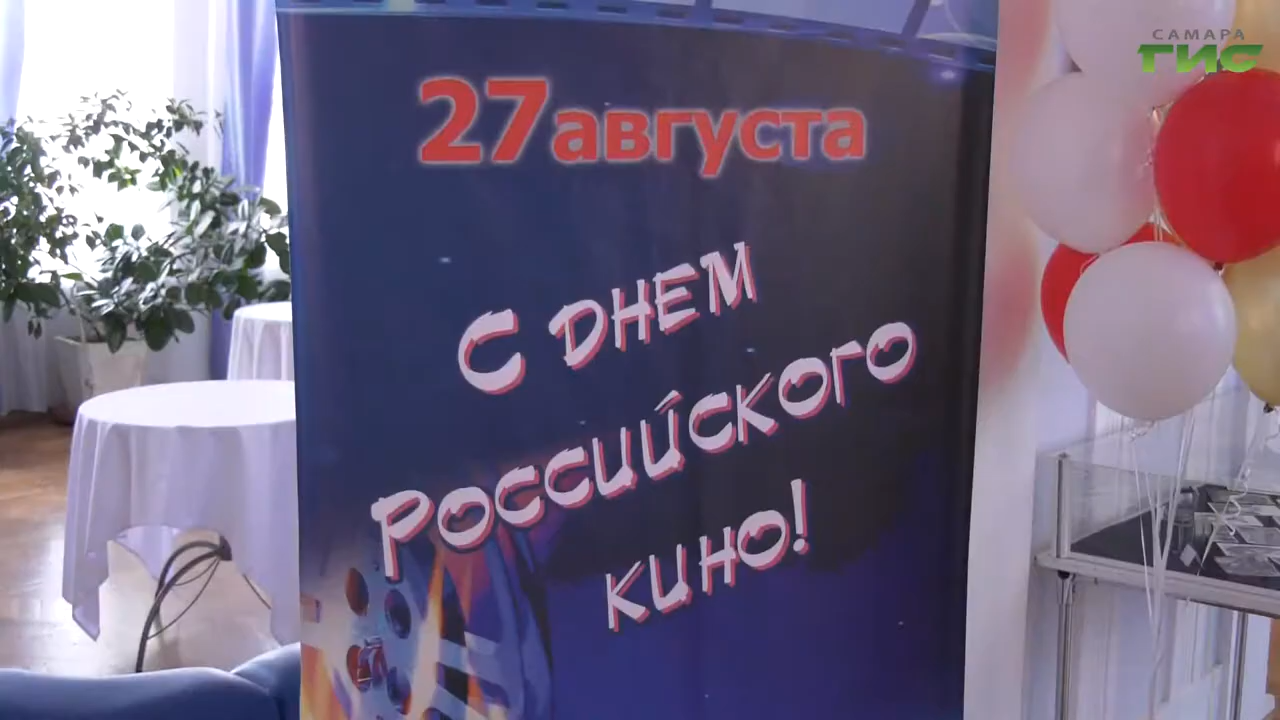 САМАРА
ГИС
27 августа
С ДНЕМ
РОССИЙСКОГО
КИНО!